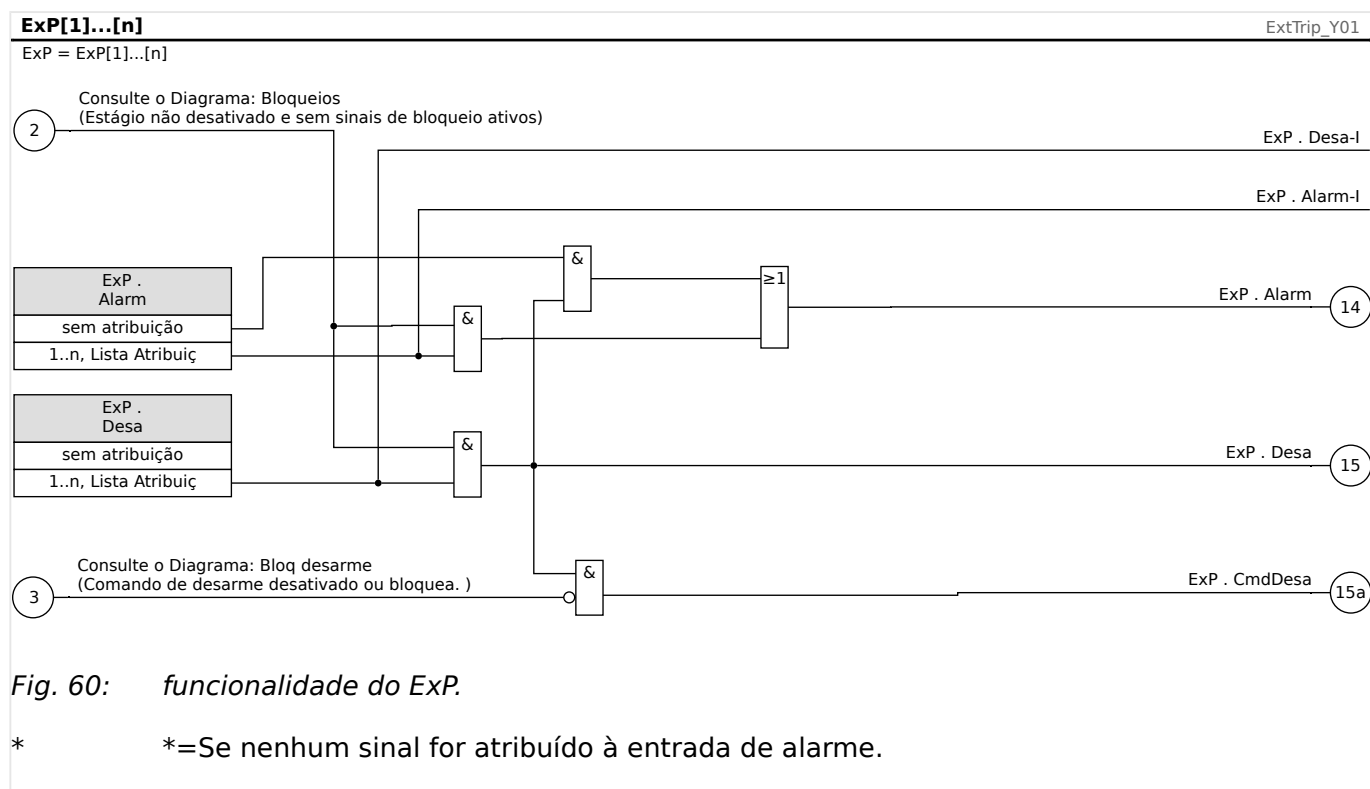 ExP[1]...[n]
ExtTrip_Y01
ExP = ExP[1]...[n]
Consulte o Diagrama: Bloqueios
(Estágio não desativado e sem sinais de bloqueio ativos)
2
ExP . Desa-I
ExP . Alarm-I
&
ExP .
Alarm
sem atribuição
1..n, Lista Atribuiç
&
≥1
ExP . Alarm
14
ExP .
Desa
sem atribuição
1..n, Lista Atribuiç
&
ExP . Desa
15
Consulte o Diagrama: Bloq desarme
(Comando de desarme desativado ou bloquea. )
3
&
ExP . CmdDesa
15a
Fig. 60: funcionalidade do ExP.
* *=Se nenhum sinal for atribuído à entrada de alarme.